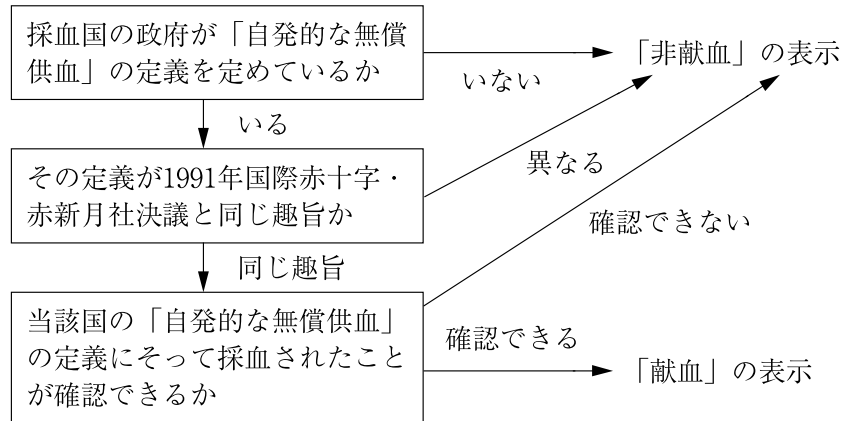 採血国の政府が「自発的な無償
供血」の定義を定めているか
いない
「非献血」の表示
いる
その定義が1991年国際赤十字・
赤新月社決議と同じ趣旨か
異なる
確認できない
同じ趣旨
当該国の「自発的な無償供血」
の定義にそって採血されたこと
が確認できるか
確認できる
「献血」の表示